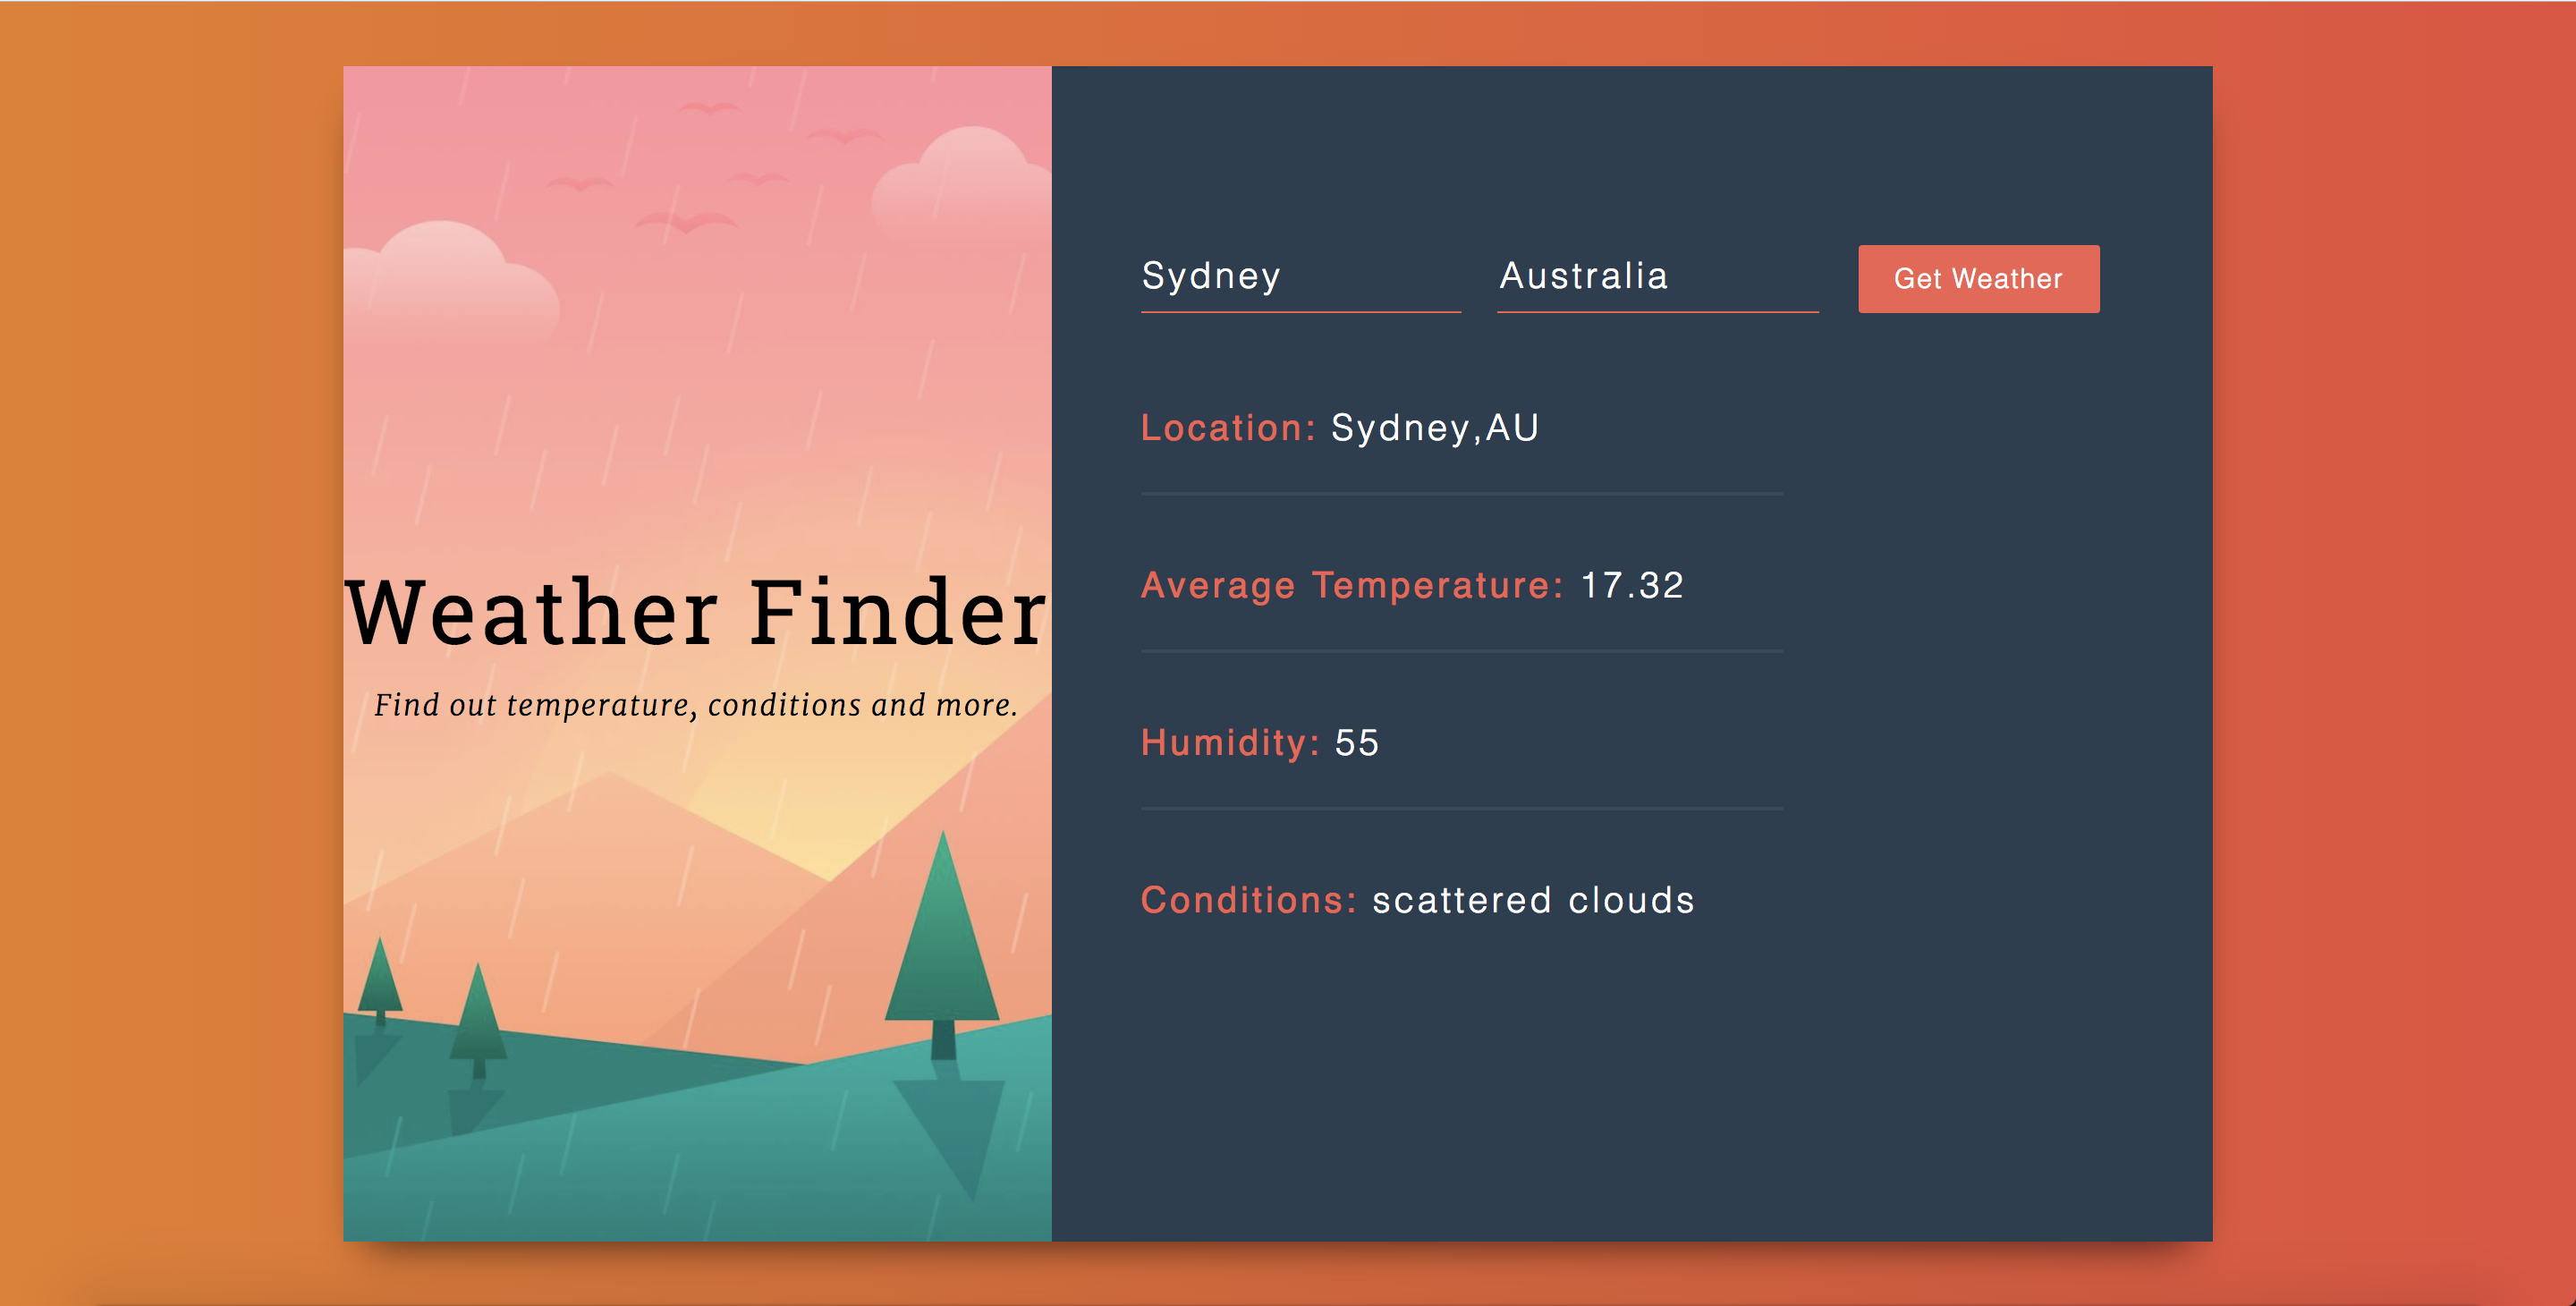 Weather Finder
Find out temperature, conditions and more.
Sydney
Australia
Get Weather
Location: Sydney,AU
Average Temperature: 17.32
Humidity: 55
Conditions: scattered clouds